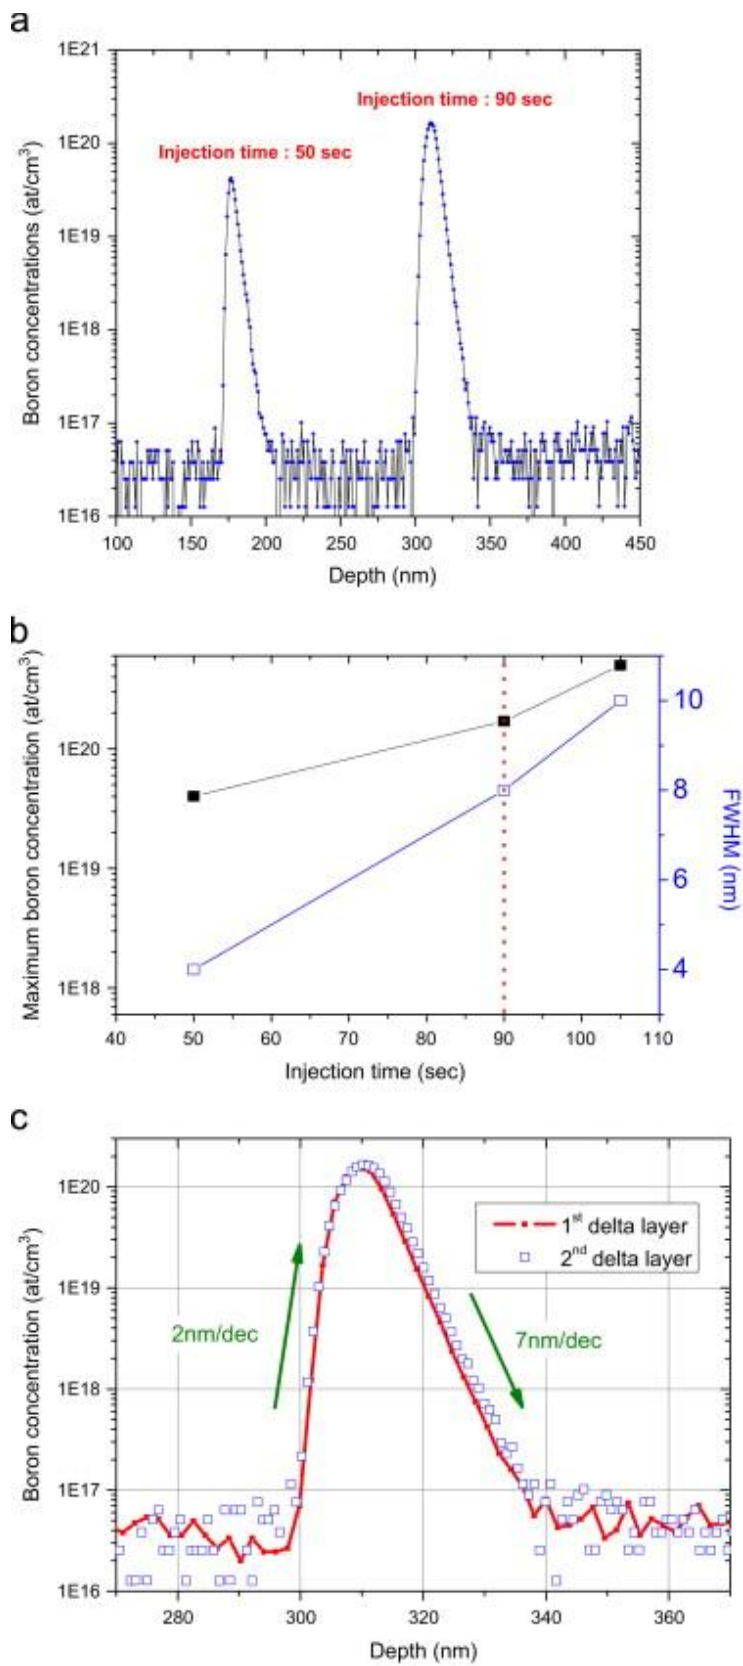 a
1E21
1E20
1E19
1E18
1E17
1E16
Boron concentrations (at/cm³)
Injection time : 90 sec
Injection time : 50 sec
100 150 200 250 300 350 400 450
Depth (nm)
b
1E20
1E19
1E18
Maximum boron concentration (at/cm³)
10
8
6
4
FWHM (nm)
40 50 60 70 80 90 100 110
Injection time (sec)
c
1E20
1E19
1E18
1E17
1E16
Boron concentration (at/cm³)
1st delta layer
2nd delta layer
2nm/dec
7nm/dec
280 300 320 340 360
Depth (nm)